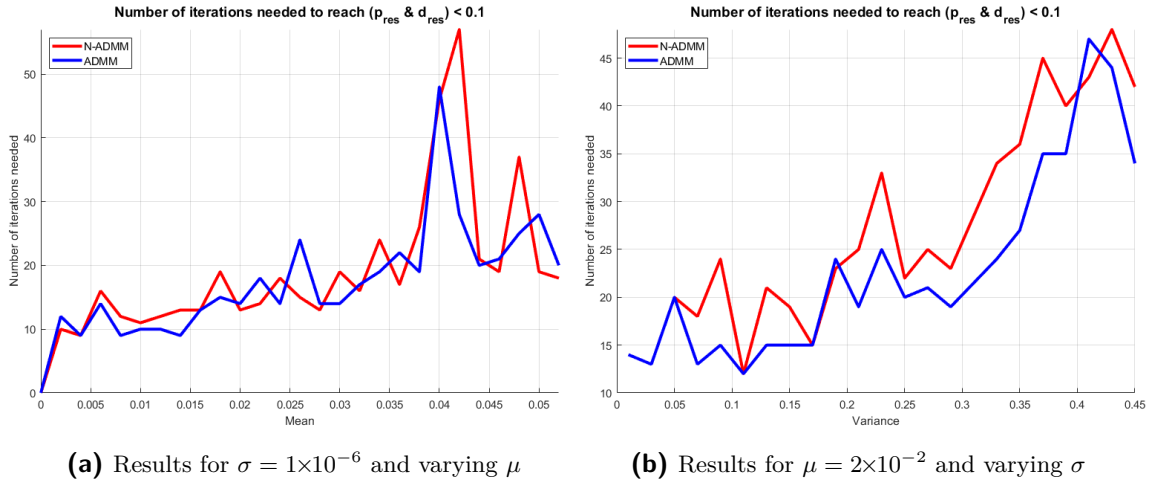 Number of iterations needed to reach (p_res & d_res) < 0.1
N-ADMM
ADMM
Number of iterations needed
50
40
30
20
10
0
0 0.005 0.01 0.015 0.02 0.025 0.03 0.035 0.04 0.045 0.05
Mean
(a) Results for σ = 1×10⁻⁶ and varying μ
Number of iterations needed to reach (p_res & d_res) < 0.1
N-ADMM
ADMM
Number of iterations needed
45
40
35
30
25
20
15
10
0 0.05 0.1 0.15 0.2 0.25 0.3 0.35 0.4 0.45
Variance
(b) Results for μ = 2×10⁻² and varying σ